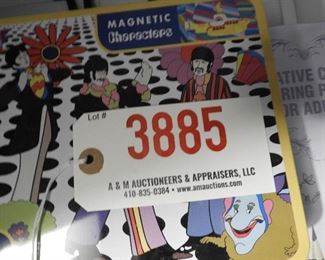 MAGNETIC
Characters
Lot #
3885
A & M AUCTIONEERS & APPRAISERS, LLC
410-835-0384 • www.amauctions.com